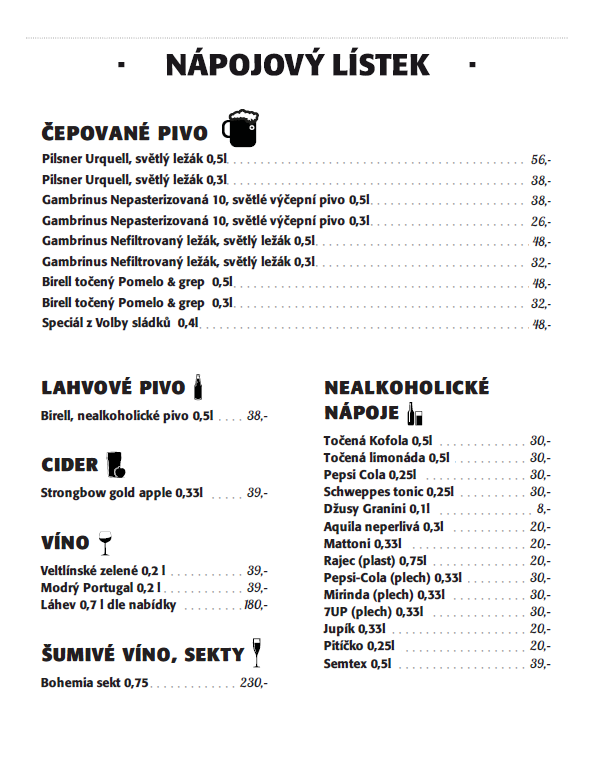 NÁPOJOVÝ LÍSTEK
ČEPOVANÉ PIVO
Pilsner Urquell, světlý ležák 0,5l 56,-
Pilsner Urquell, světlý ležák 0,3l 38,-
Gambrinus Nepasterizovaná 10, světlé výčepní pivo 0,5l 38,-
Gambrinus Nepasterizovaná 10, světlé výčepní pivo 0,3l 26,-
Gambrinus Nefiltrovaný ležák, světlý ležák 0,5l 48,-
Gambrinus Nefiltrovaný ležák, světlý ležák 0,3l 32,-
Birell točený Pomelo & grep 0,5l 48,-
Birell točený Pomelo & grep 0,3l 32,-
Speciál z Volby sládků 0,4l 48,-
LAHVOVÉ PIVO
Birell, nealkoholické pivo 0,5l 38,-
CIDER
Strongbow gold apple 0,33l 39,-
VÍNO
Veltlínské zelené 0,2 l 39,-
Modrý Portugal 0,2 l 39,-
Láhev 0,7 l dle nabídky 180,-
ŠUMIVÉ VÍNO, SEKTY
Bohemia sekt 0,75 230,-
NEALKOHOLICKÉ
NÁPOJE
Točená Kofola 0,5l 30,-
Točená limonáda 0,5l 30,-
Pepsi Cola 0,25l 30,-
Schweppes tonic 0,25l 30,-
Džusy Granini 0,1l 8,-
Aquila neperlivá 0,3l 20,-
Mattoni 0,33l 20,-
Rajec (plast) 0,75l 20,-
Pepsi-Cola (plech) 0,33l 30,-
Mirinda (plech) 0,33l 30,-
7UP (plech) 0,33l 30,-
Jupík 0,33l 20,-
Pitíčko 0,25l 20,-
Semtex 0,5l 39,-